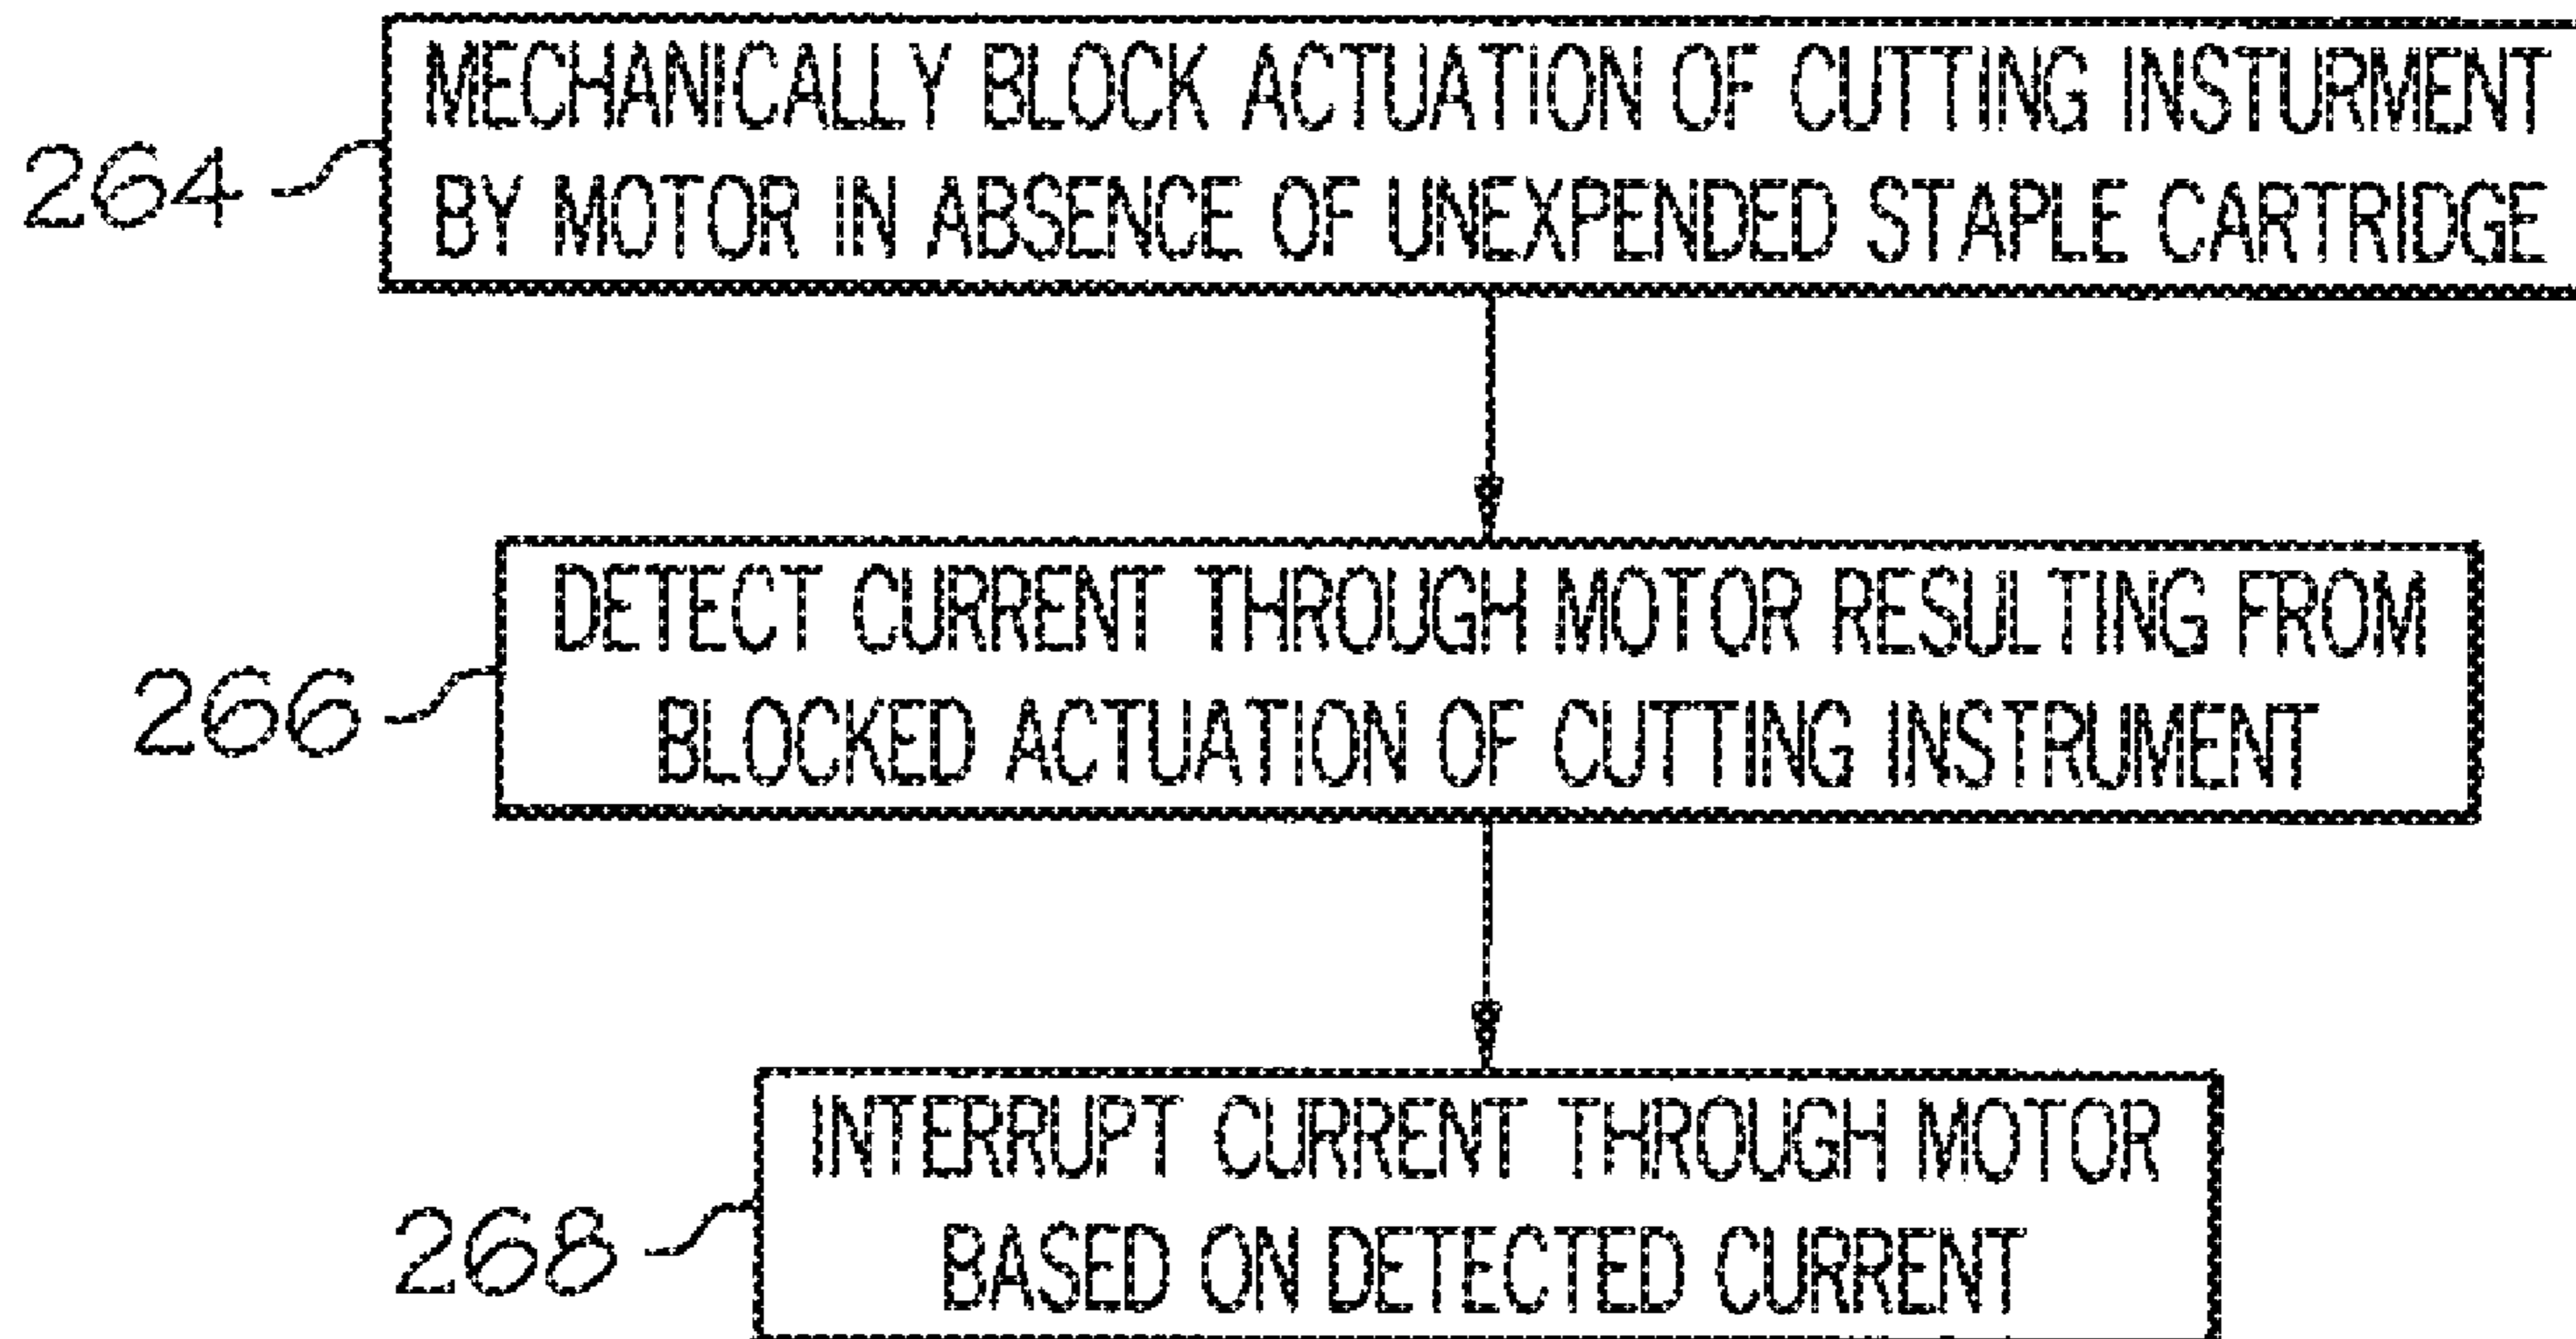 MECHANICALLY BLOCK ACTUATION OF CUTTING INSTURMENT
264
BY MOTOR IN ABSENCE OF UNEXPENDED STAPLE CARTRIDGE
DETECT CURRENT THROUGH MOTOR RESULTING FROM
266
BLOCKED ACTUATION OF CUTTING INSTRUMENT
INTERRUPT CURRENT THROUGH MOTOR
268
BASED ON DETECTED CURRENT